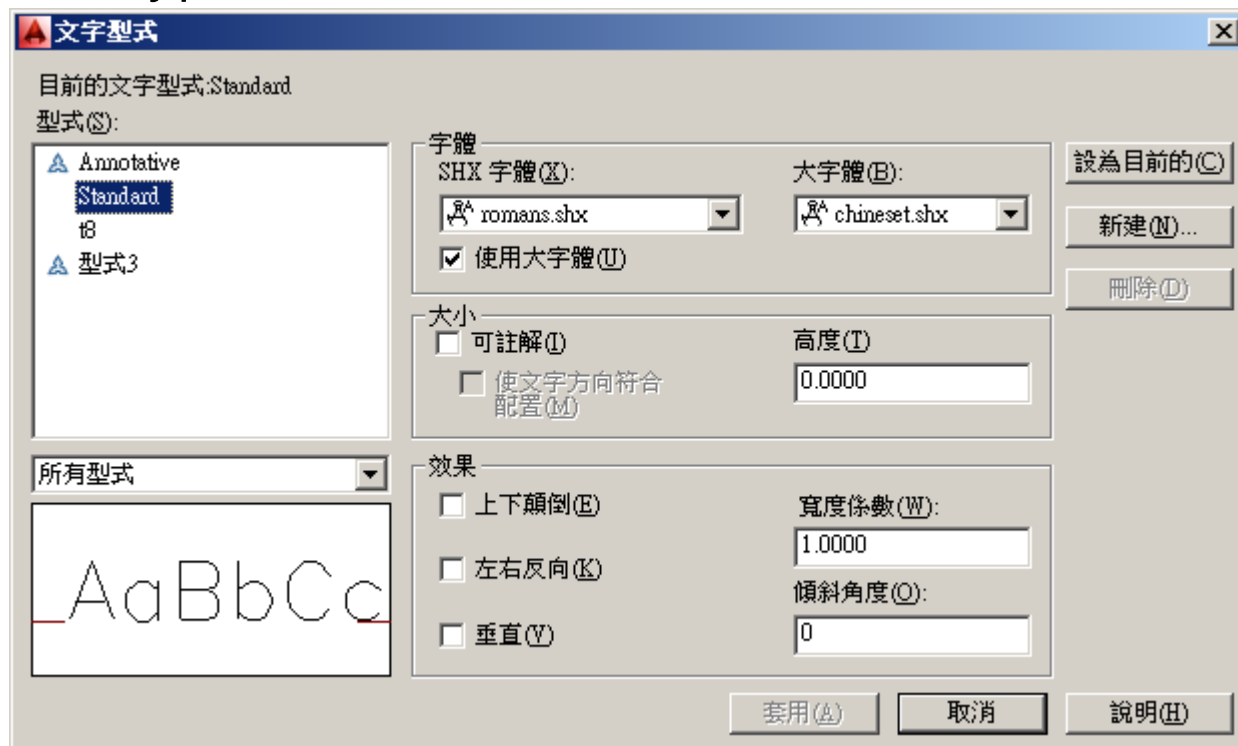 文字型式
目前的文字型式:Standard
型式(S):
Annotative
Standard
t8
型式3
所有型式
AaBbCc
字體
SHX 字體(X):
大字體(B):
romans.shx
chineset.shx
使用大字體(U)
大小
可註解(I)
高度(T)
使文字方向符合
配置(M)
0.0000
效果
上下顛倒(E)
寬度係數(W):
1.0000
左右反向(K)
傾斜角度(O):
垂直(V)
0
設為目前的(C)
新建(N)...
刪除(D)
套用(A)
取消
說明(H)